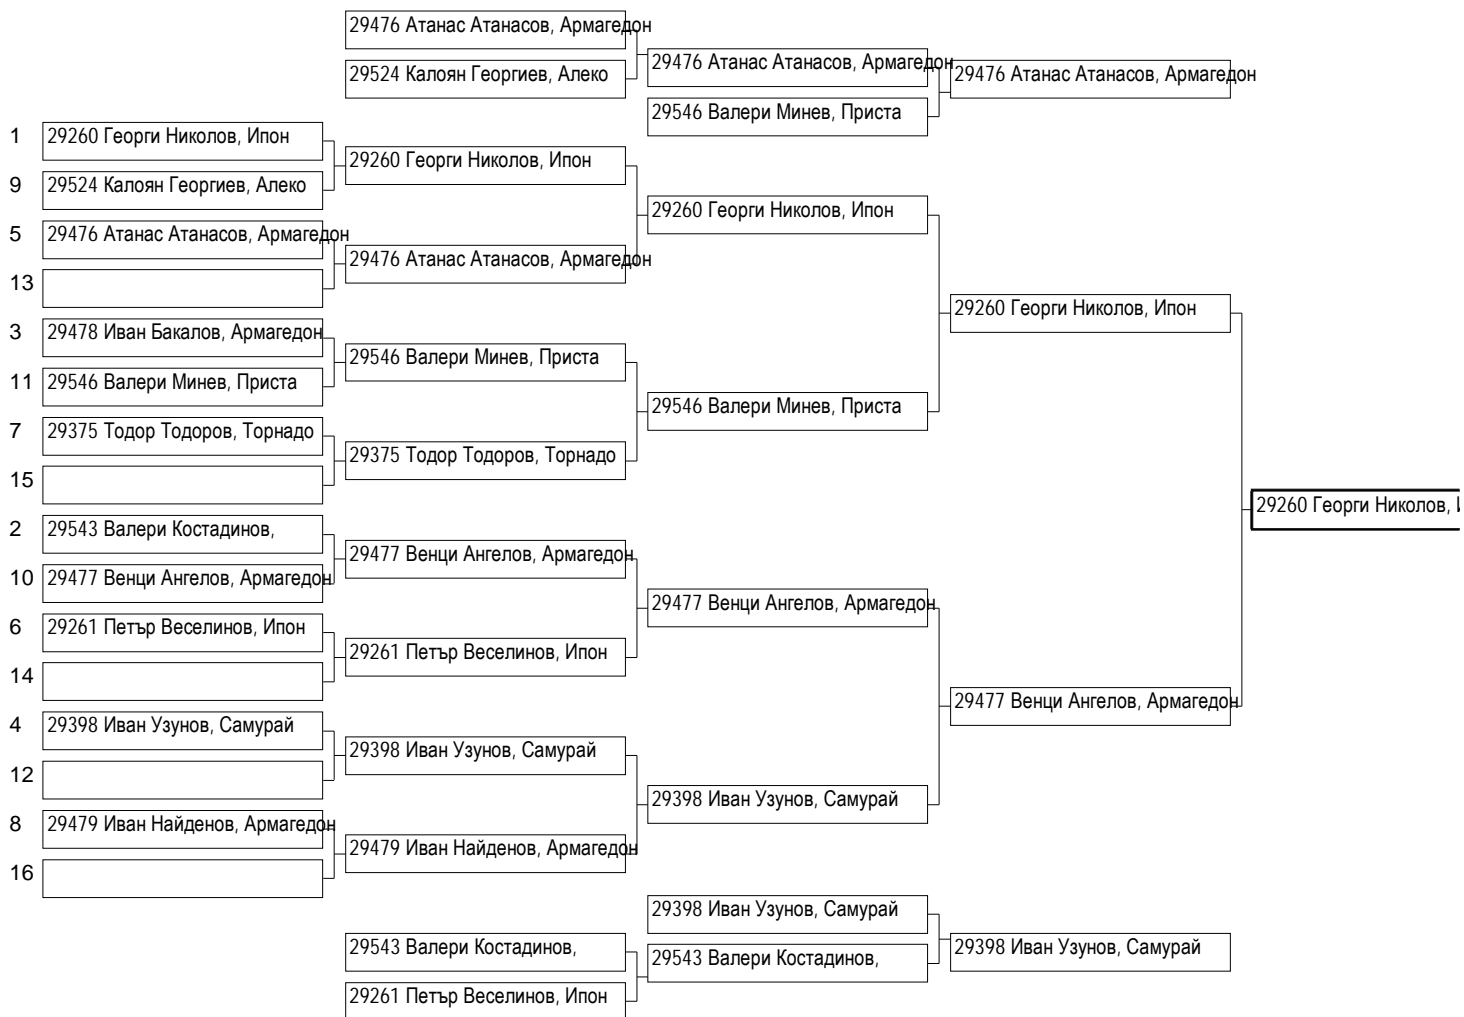 29476 Атанас Атанасов, Армагедон
29524 Калоян Георгиев, Алеко
29476 Атанас Атанасов, Армагедон
29546 Валери Минев, Приста
29476 Атанас Атанасов, Армагедон
1 29260 Георги Николов, Ипон
9 29524 Калоян Георгиев, Алеко
5 29476 Атанас Атанасов, Армагедон
13
3 29478 Иван Бакалов, Армагедон
11 29546 Валери Минев, Приста
7 29375 Тодор Тодоров, Торнадо
15
2 29543 Валери Костадинов,
10 29477 Венци Ангелов, Армагедон
6 29261 Петър Веселинов, Ипон
14
4 29398 Иван Узунов, Самурай
12
8 29479 Иван Найденов, Армагедон
16
29260 Георги Николов, Ипон
29476 Атанас Атанасов, Армагедон
29546 Валери Минев, Приста
29375 Тодор Тодоров, Торнадо
29477 Венци Ангелов, Армагедон
29261 Петър Веселинов, Ипон
29398 Иван Узунов, Самурай
29479 Иван Найденов, Армагедон
29260 Георги Николов, Ипон
29546 Валери Минев, Приста
29477 Венци Ангелов, Армагедон
29398 Иван Узунов, Самурай
29260 Георги Николов, Ипон
29477 Венци Ангелов, Армагедон
29260 Георги Николов,
29543 Валери Костадинов,
29261 Петър Веселинов, Ипон
29398 Иван Узунов, Самурай
29543 Валери Костадинов,
29398 Иван Узунов, Самурай